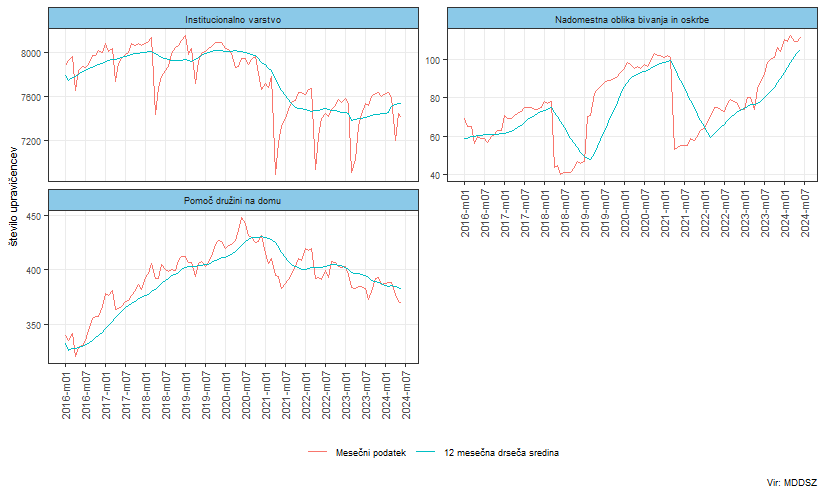 Institucionalno varstvo
Nadomestna oblika bivanja in oskrbe
8000
7600
7200
100
80
60
40
2016-m01
2016-m07
2017-m01
2017-m07
2018-m01
2018-m07
2019-m01
2019-m07
2020-m01
2020-m07
2021-m01
2021-m07
2022-m01
2022-m07
2023-m01
2023-m07
2024-m01
2024-m07
število upravičencev
Pomoč družini na domu
450
400
350
2016-m01
2016-m07
2017-m01
2017-m07
2018-m01
2018-m07
2019-m01
2019-m07
2020-m01
2020-m07
2021-m01
2021-m07
2022-m01
2022-m07
2023-m01
2023-m07
2024-m01
2024-m07
Mesečni podatek
12 mesečna drseča sredina
Vir: MDDSZ